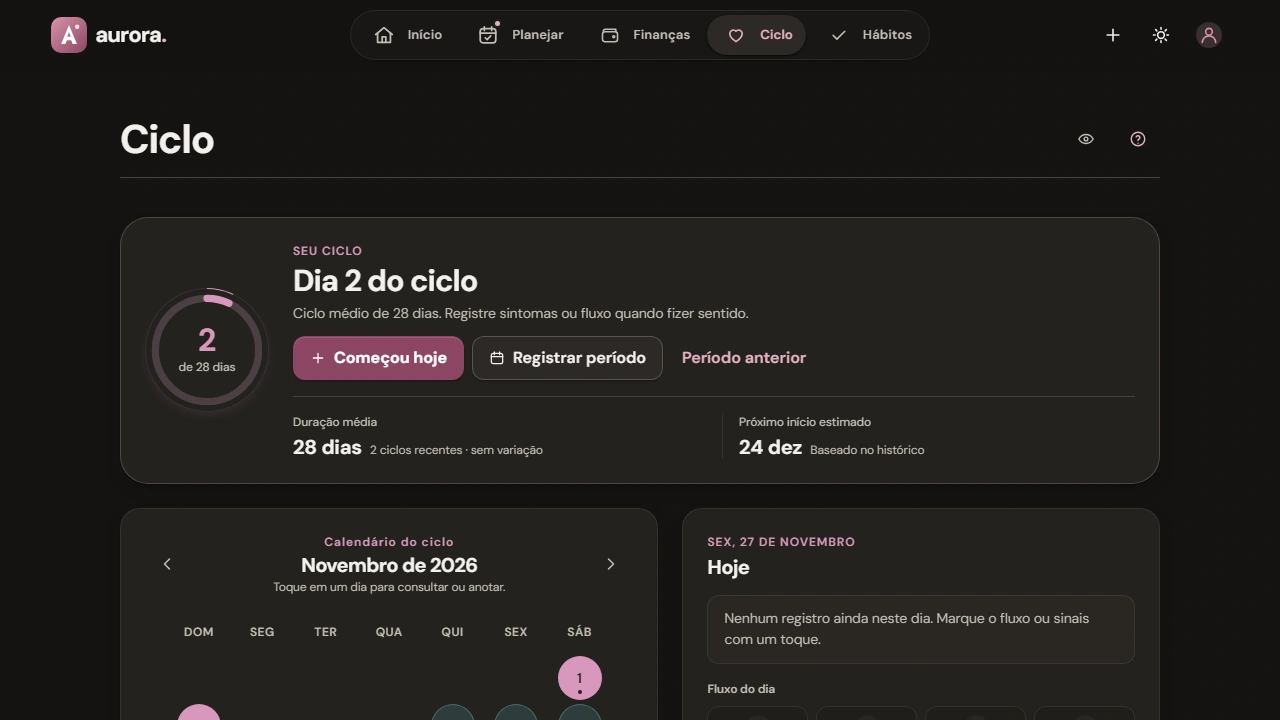 aurora.
Início
Planejar
Finanças
Ciclo
Hábitos
Ciclo
SEU CICLO
Dia 2 do ciclo
Ciclo médio de 28 dias. Registre sintomas ou fluxo quando fizer sentido.
2
de 28 dias
Começou hoje
Registrar período
Período anterior
Duração média
28 dias 2 ciclos recentes · sem variação
Próximo início estimado
24 dez Baseado no histórico
Calendário do ciclo
Novembro de 2026
Toque em um dia para consultar ou anotar.
DOM SEG TER QUA QUI SEX SÁB
1
SEX, 27 DE NOVEMBRO
Hoje
Nenhum registro ainda neste dia. Marque o fluxo ou sinais
com um toque.
Fluxo do dia